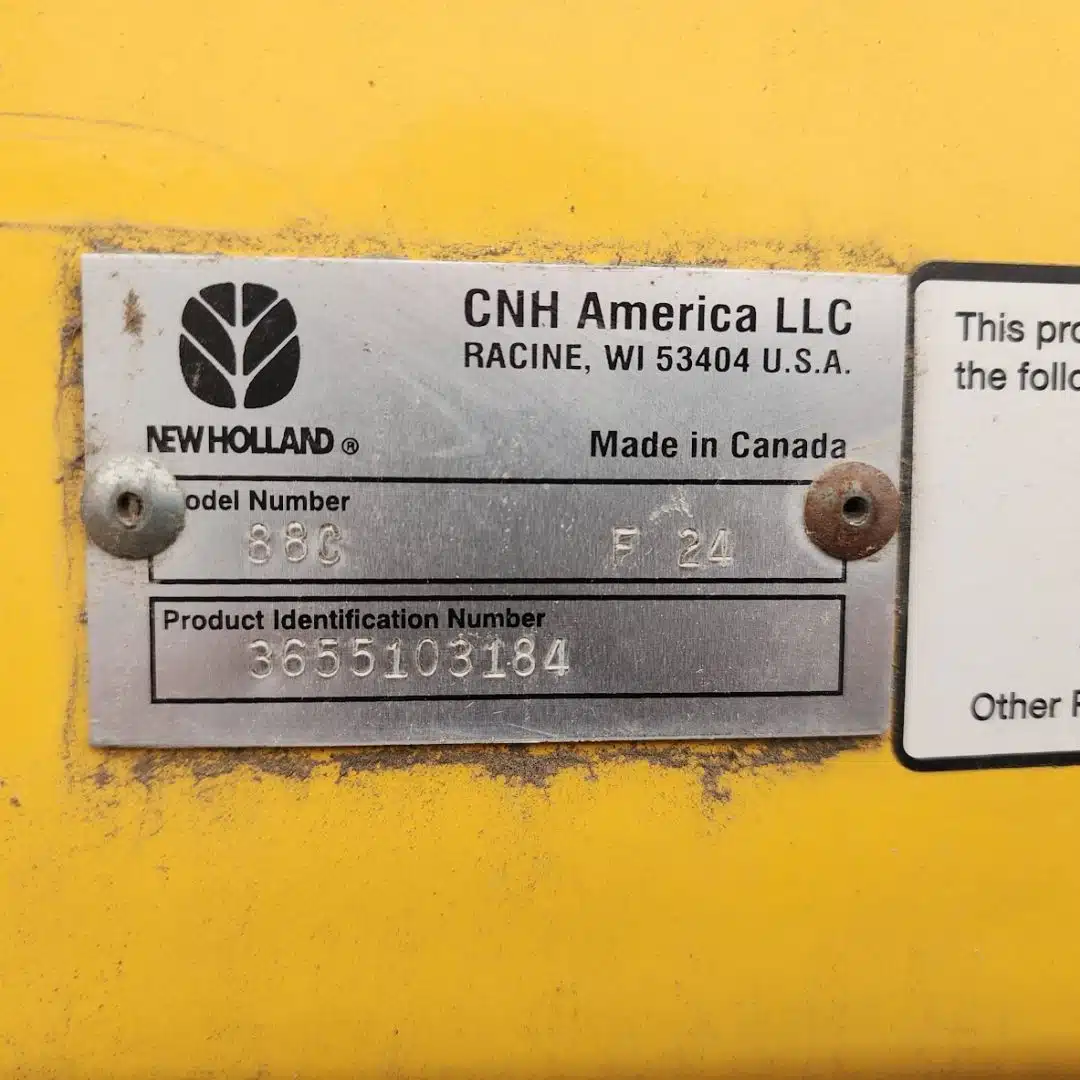 CNH America LLC
RACINE, WI 53404 U.S.A.
NEW HOLLAND ®
Made in Canada
odel Number
88C F 24
Product Identification Number
3655103184
This pro
the follo
Other